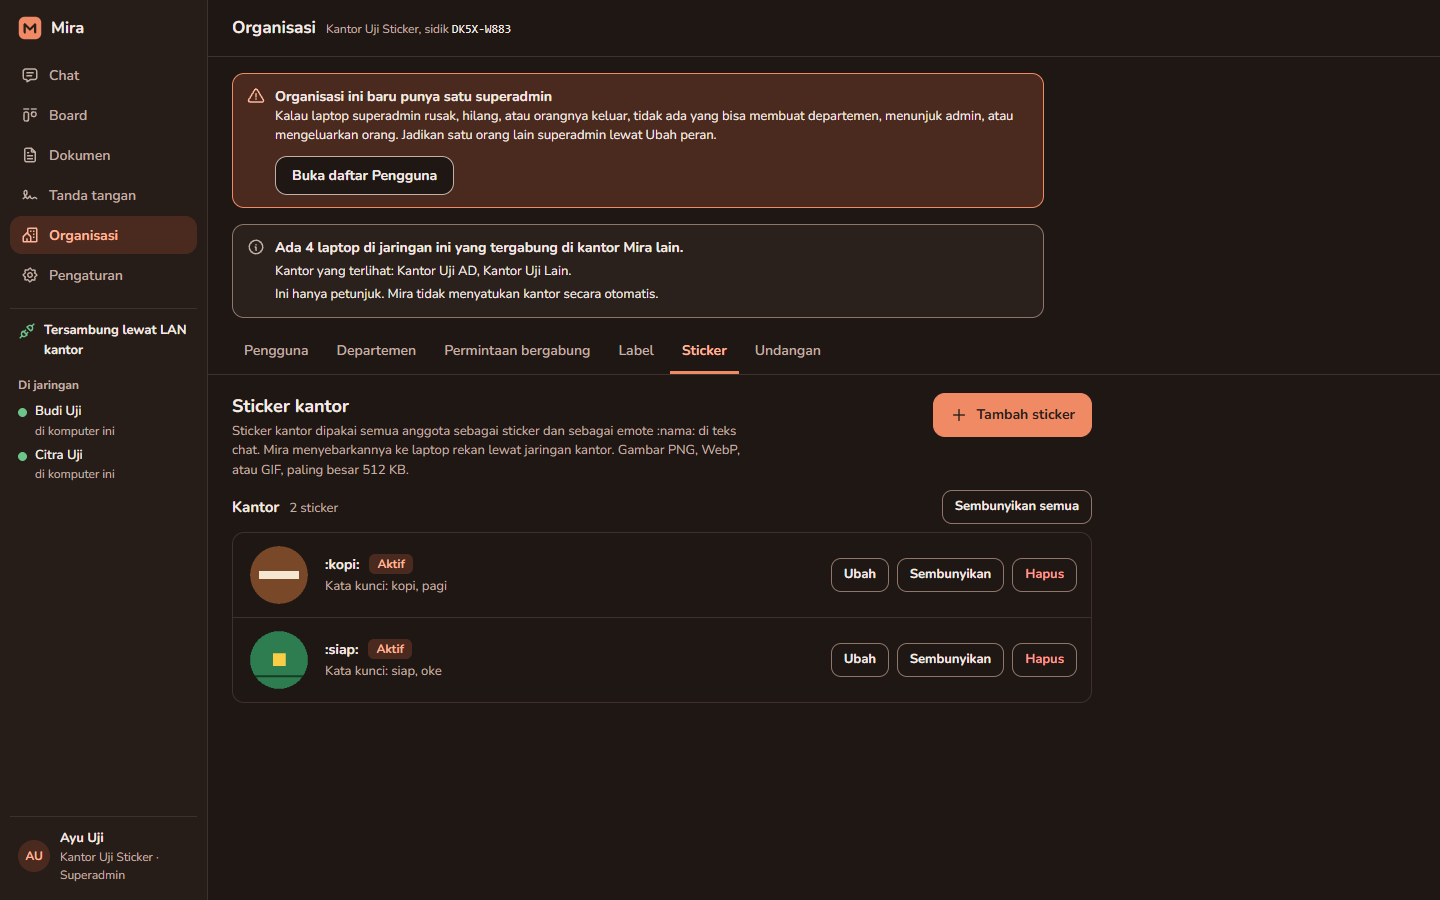 Mira
Chat
Board
Dokumen
Tanda tangan
Organisasi
Pengaturan
Tersambung lewat LAN
kantor
Di jaringan
Budi Uji
di komputer ini
Citra Uji
di komputer ini
AU
Ayu Uji
Kantor Uji Sticker ·
Superadmin
Organisasi Kantor Uji Sticker, sidik DK5X-W883
Organisasi ini baru punya satu superadmin
Kalau laptop superadmin rusak, hilang, atau orangnya keluar, tidak ada yang bisa membuat departemen, menunjuk admin, atau
mengeluarkan orang. Jadikan satu orang lain superadmin lewat Ubah peran.
Buka daftar Pengguna
Ada 4 laptop di jaringan ini yang tergabung di kantor Mira lain.
Kantor yang terlihat: Kantor Uji AD, Kantor Uji Lain.
Ini hanya petunjuk. Mira tidak menyatukan kantor secara otomatis.
Pengguna Departemen Permintaan bergabung Label Sticker Undangan
Sticker kantor
Sticker kantor dipakai semua anggota sebagai sticker dan sebagai emote :nama: di teks
chat. Mira menyebarkannya ke laptop rekan lewat jaringan kantor. Gambar PNG, WebP,
atau GIF, paling besar 512 KB.
Tambah sticker
Kantor 2 sticker
Sembunyikan semua
:kopi: Aktif
Kata kunci: kopi, pagi
Ubah Sembunyikan Hapus
:siap: Aktif
Kata kunci: siap, oke
Ubah Sembunyikan Hapus